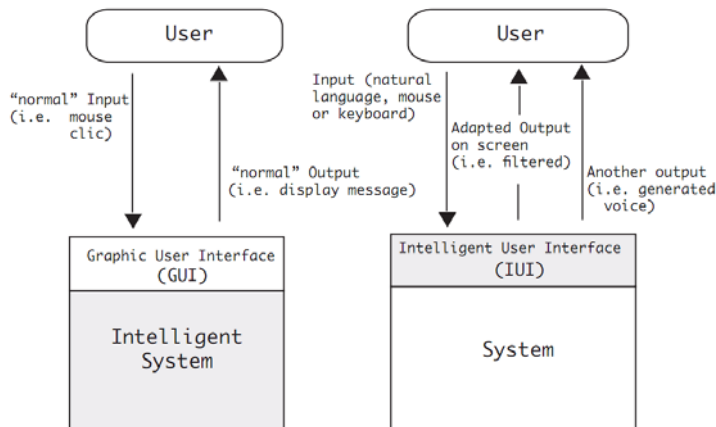 User
“normal” Input
(i.e. mouse
clic)
“normal” Output
(i.e. display message)
Graphic User Interface
(GUI)
Intelligent
System
User
Input (natural
language, mouse
or keyboard)
Adapted Output
on screen
(i.e. filtered)
Another output
(i.e. generated
voice)
Intelligent User Interface
(IUI)
System